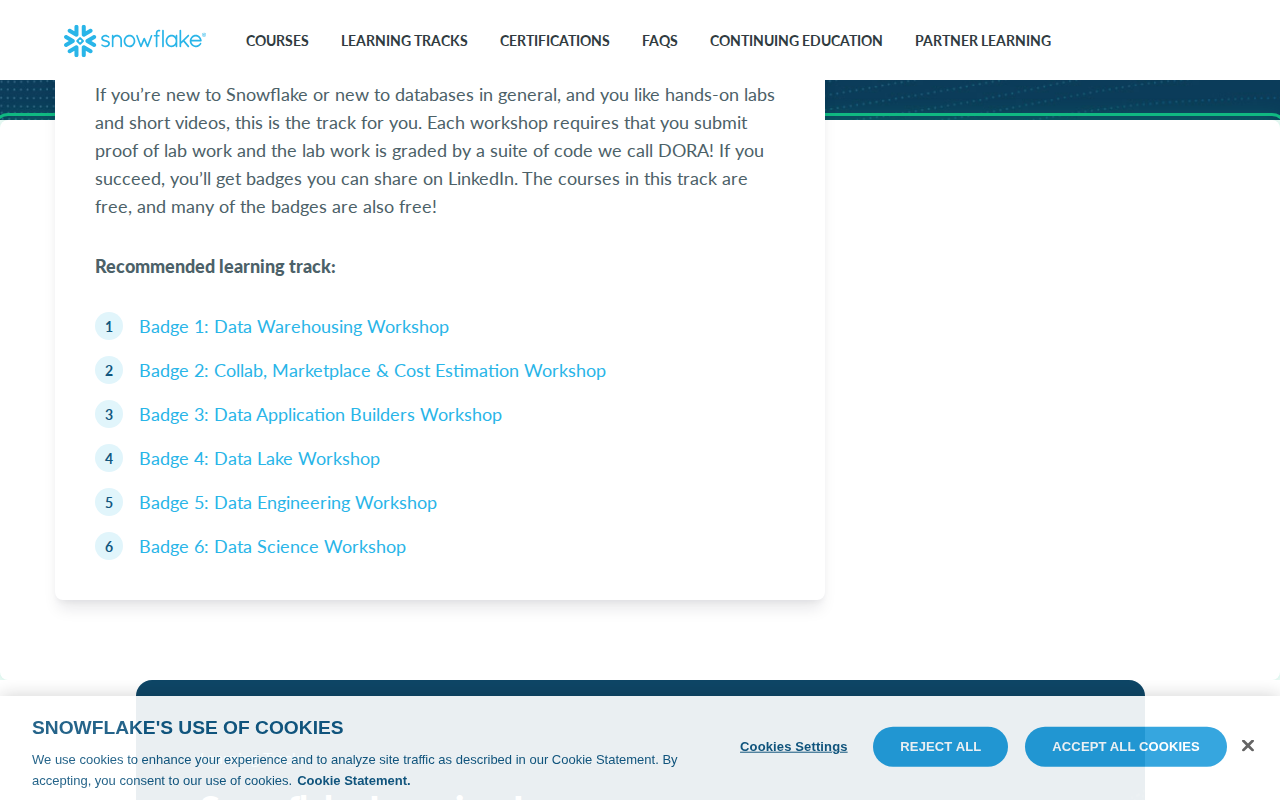 snowflake
COURSES
LEARNING TRACKS
CERTIFICATIONS
FAQS
CONTINUING EDUCATION
PARTNER LEARNING
If you're new to Snowflake or new to databases in general, and you like hands-on labs
and short videos, this is the track for you. Each workshop requires that you submit
proof of lab work and the lab work is graded by a suite of code we call DORA! If you
succeed, you'll get badges you can share on LinkedIn. The courses in this track are
free, and many of the badges are also free!
Recommended learning track:
1 Badge 1: Data Warehousing Workshop
2 Badge 2: Collab, Marketplace & Cost Estimation Workshop
3 Badge 3: Data Application Builders Workshop
4 Badge 4: Data Lake Workshop
5 Badge 5: Data Engineering Workshop
6 Badge 6: Data Science Workshop
SNOWFLAKE'S USE OF COOKIES
We use cookies to enhance your experience and to analyze site traffic as described in our Cookie Statement. By
accepting, you consent to our use of cookies. Cookie Statement.
Cookies Settings
REJECT ALL
ACCEPT ALL COOKIES